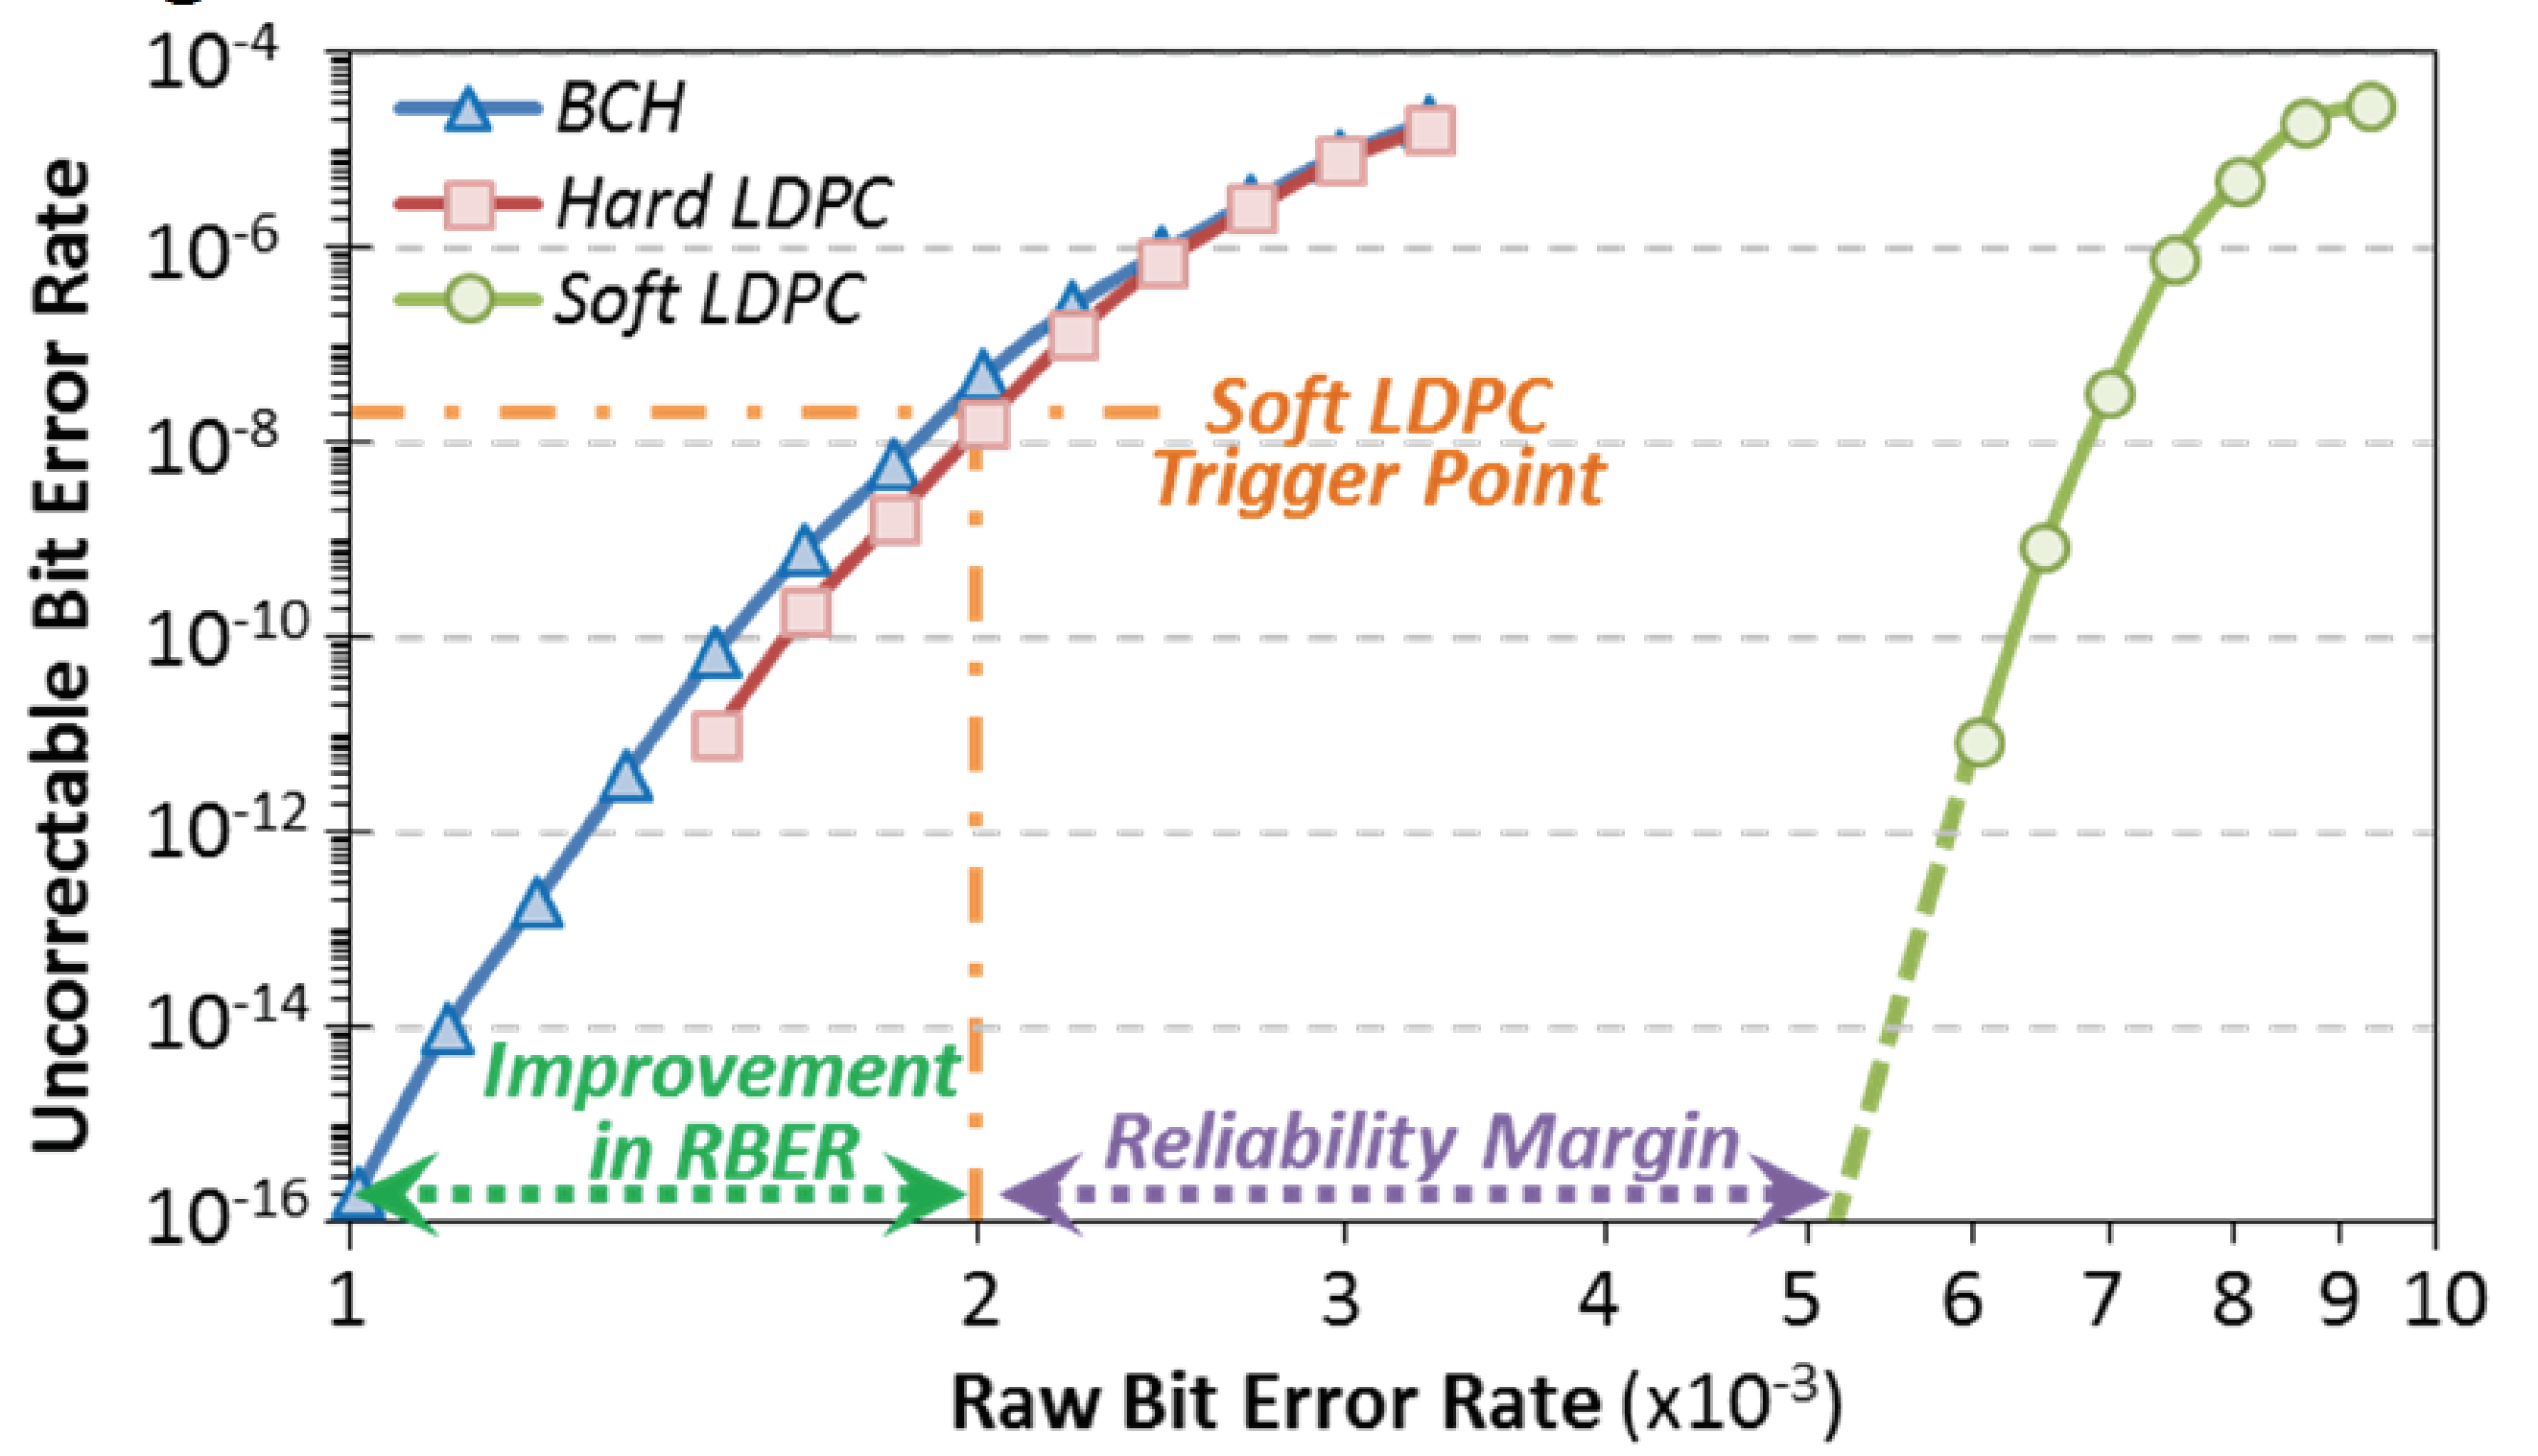 Uncorrectable Bit Error Rate
10⁻⁴
10⁻⁶
10⁻⁸
10⁻¹⁰
10⁻¹²
10⁻¹⁴
10⁻¹⁶
BCH
Hard LDPC
Soft LDPC
Soft LDPC
Trigger Point
Improvement
in RBER
Reliability Margin
1 2 3 4 5 6 7 8 9 10
Raw Bit Error Rate (x10⁻³)